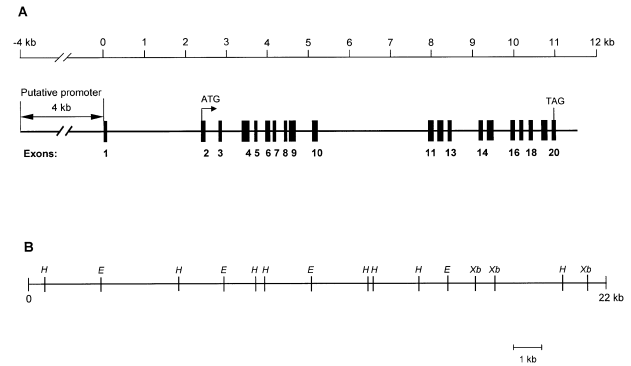 A
-4 kb 0 1 2 3 4 5 6 7 8 9 10 11 12 kb
Putative promoter
4 kb
ATG
TAG
Exons: 1 2 3 4 5 6 7 8 9 10 11 13 14 16 18 20
B
H E H E H H E H H H E Xb Xb H Xb
0 22 kb
1 kb